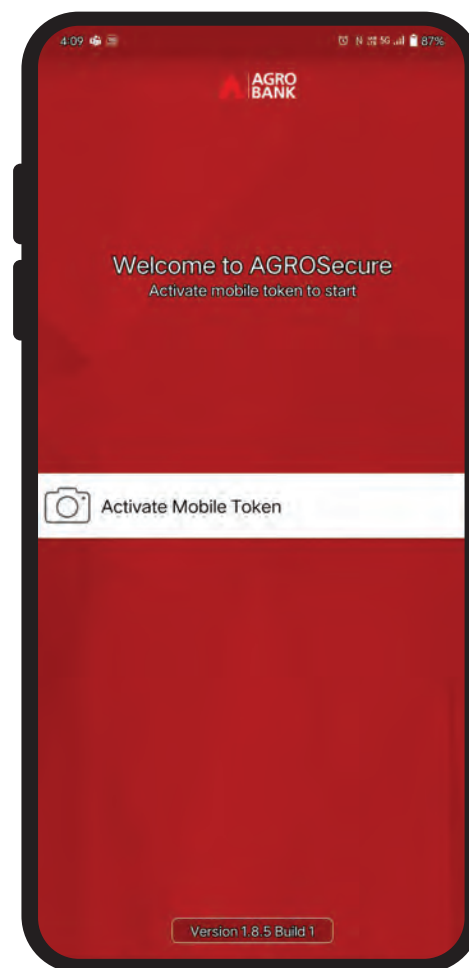 4:09
5G 87%
AGRO
BANK
Welcome to AGROSecure
Activate mobile token to start
Activate Mobile Token
Version 1.8.5 Build 1